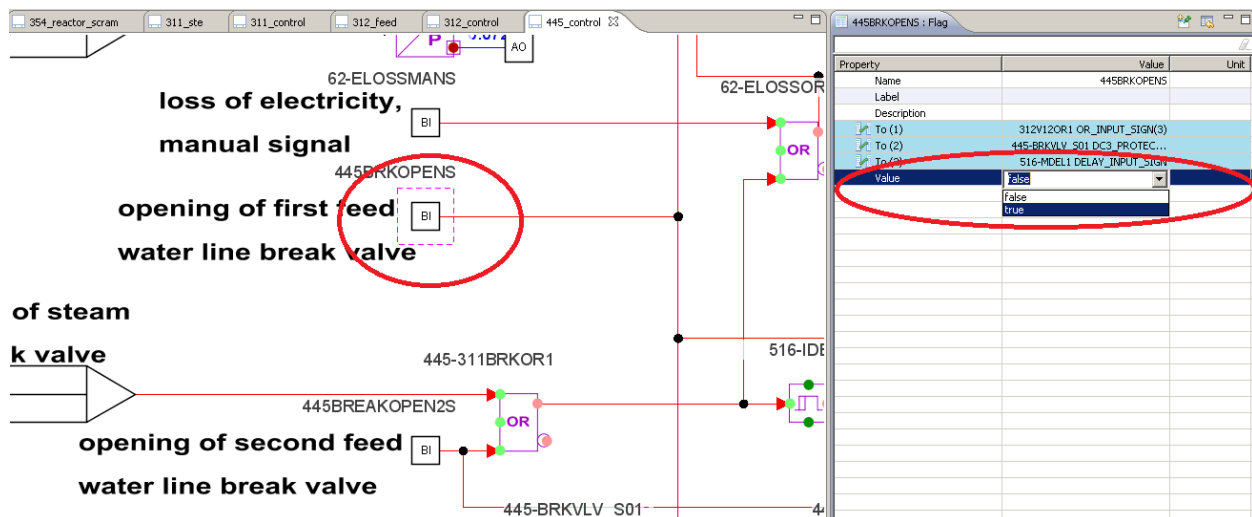 354_reactor_scram
311_ste
311_control
312_feed
312_control
445_control
445BRKOPENS : Flag
P
AO
62-ELOSSMANS
62-ELOSSOR
loss of electricity,
manual signal
BI
OR
445BRKOPENS
opening of first feed
water line break valve
BI
of steam
k valve
445-311BRKOR1
516-IDE
445BREAKOPEN2S
OR
opening of second feed
water line break valve
BI
445-BRKVLV_S01
Property Value Unit
Name 445BRKOPENS
Label
Description
To (1) 312V12OR1 OR_INPUT_SIGN(3)
To (2) 445-BRKVLV_S01 DC3_PROTEC...
516-MDEL1 DELAY_INPUT_SIGN
Value false
false
true